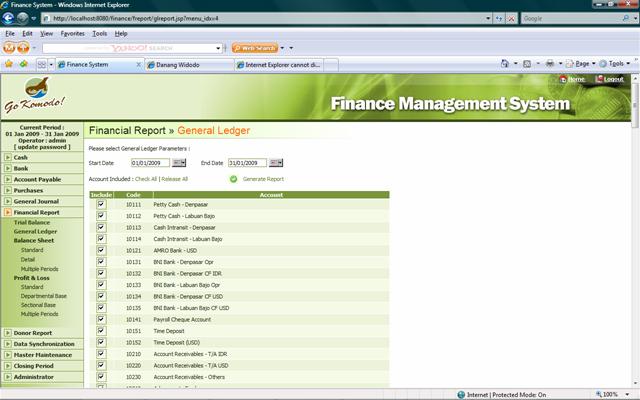 Finance System - Windows Internet Explorer
http://localhost:8080/finance/freport/glreport.jsp?menu_idx=4
Google
File Edit View Favorites Tools Help
YAHOO! SEARCH
Web Search
Finance System
Danang Widodo
Internet Explorer cannot di...
Page
Tools
Go Komodo!
Home
Logout
Finance Management System
Current Period :
01 Jan 2009 - 31 Jan 2009
Operator : admin
[ update password ]
Cash
Bank
Account Payable
Purchases
General Journal
Financial Report
Trial Balance
General Ledger
Balance Sheet
Standard
Detail
Multiple Periods
Profit & Loss
Standard
Departmental Base
Sectional Base
Multiple Periods
Donor Report
Data Synchronization
Master Maintenance
Closing Period
Administrator
Financial Report » General Ledger
Please select General Ledger Parameters :
Start Date 01/01/2009 End Date 31/01/2009
Account Included : Check All | Release All Generate Report
Include Code Account
10111 Petty Cash - Denpasar
10112 Petty Cash - Labuan Bajo
10113 Cash Intransit - Denpasar
10114 Cash Intransit - Labuan Bajo
10121 AMRO Bank - USD
10131 BNI Bank - Denpasar Opr
10132 BNI Bank - Denpasar CF IDR
10133 BNI Bank - Labuan Bajo Opr
10134 BNI Bank - Denpasar CF USD
10135 BNI Bank - Labuan Bajo CF USD
10141 Payroll Cheque Account
10151 Time Deposit
10152 Time Deposit (USD)
10210 Account Receivables - T/A IDR
10220 Account Receivables - T/A USD
10230 Account Receivables - Others
Internet | Protected Mode: On
100%